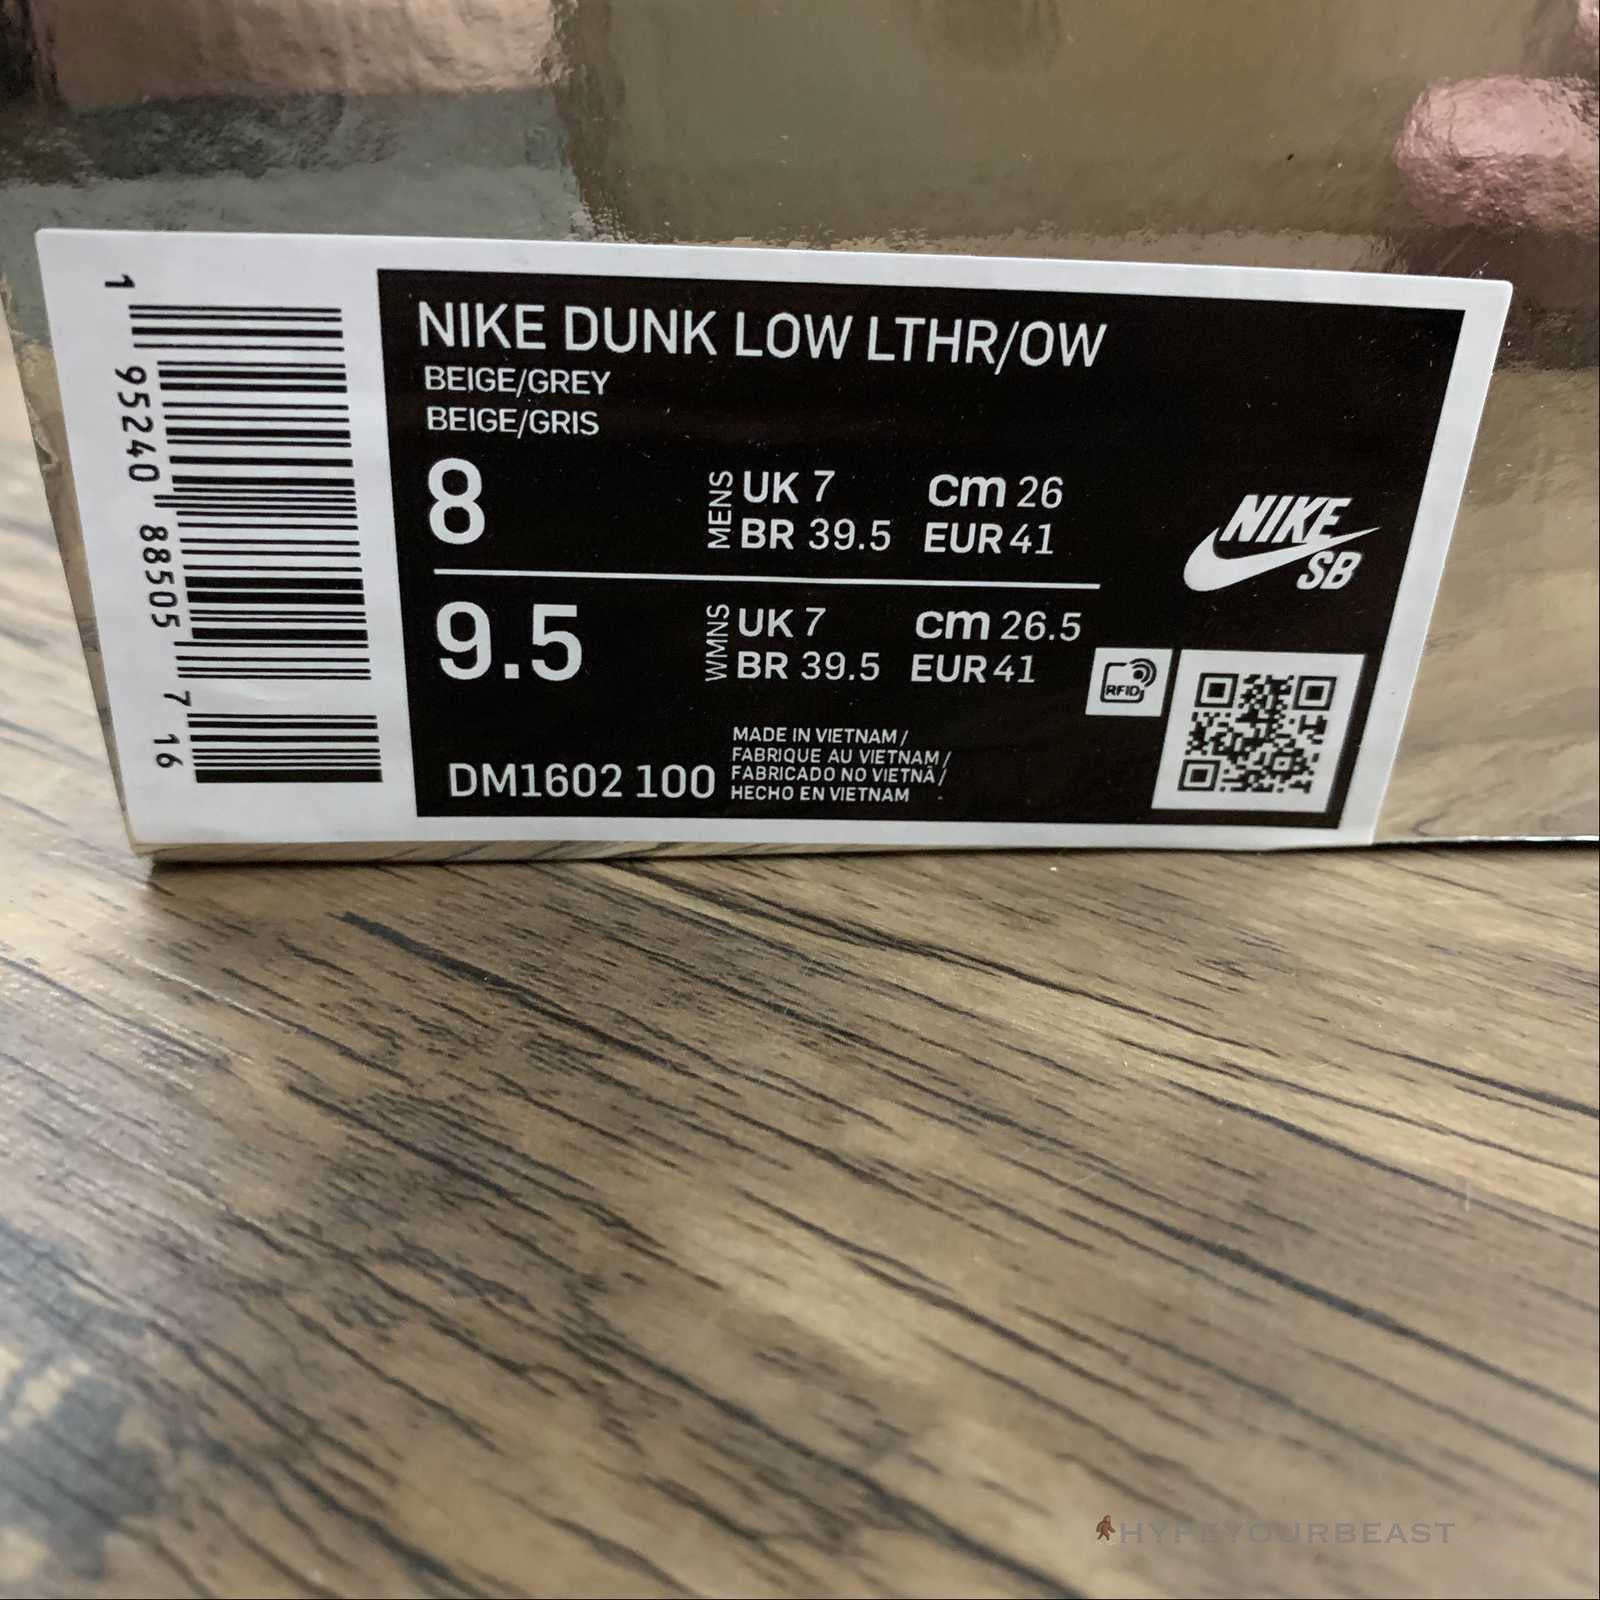 1 95240 88505 7 16
NIKE DUNK LOW LTHR/OW
BEIGE/GREY
BEIGE/GRIS
8
MENS
UK 7 cm 26
BR 39.5 EUR 41
9.5
WMNS
UK 7 cm 26.5
BR 39.5 EUR 41
NIKE
SB
RFID
DM1602 100
MADE IN VIETNAM /
FABRIQUE AU VIETNAM /
FABRICADO NO VIETNÃ /
HECHO EN VIETNAM
HYPEYOURBEAST